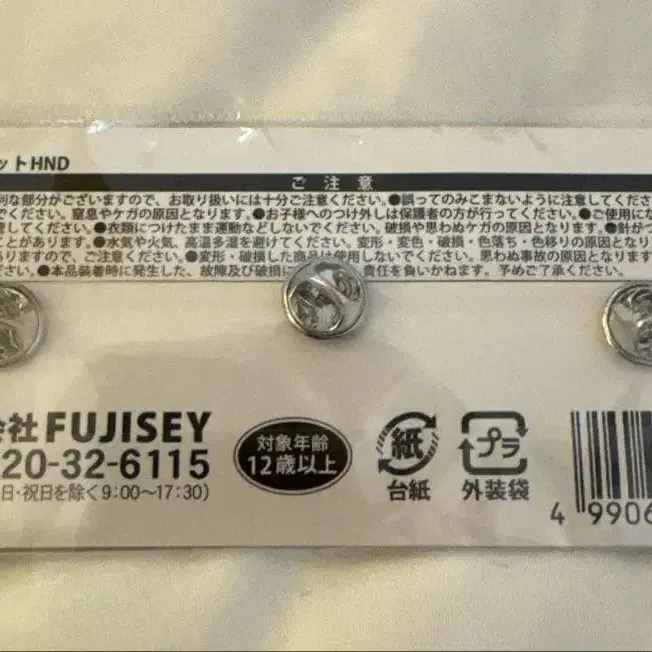 ットHND
ご注意
利な部分がございますので、お取り扱いには十分ご注意ください。●誤ってのみこまないように注意してくださ
でください。窒息やケガの原因となります。●お子様へのつけ外しは保護者の方が行ってください。●ご使用にな
してください。●衣類につけたまま運動などしないでください。破損や思わぬケガの原因となります。●針がつ
ことがあります。●水気や火気、高温多湿を避けてください。変形・変色・破損・色落ち・色移りの原因となり
ありますので、ご注意ください。●変形・破損した商品は使用しないでください。思わぬ事故の原因となります
●本品装着時に発生した、故障及び破損に 責任を負いかねます。予めご了承ください。
会社 FUJISEY
20-32-6115
日・祝日を除く9:00〜17:30)
対象年齢
12歳以上
紙
台紙
プラ
外装袋
4 9906